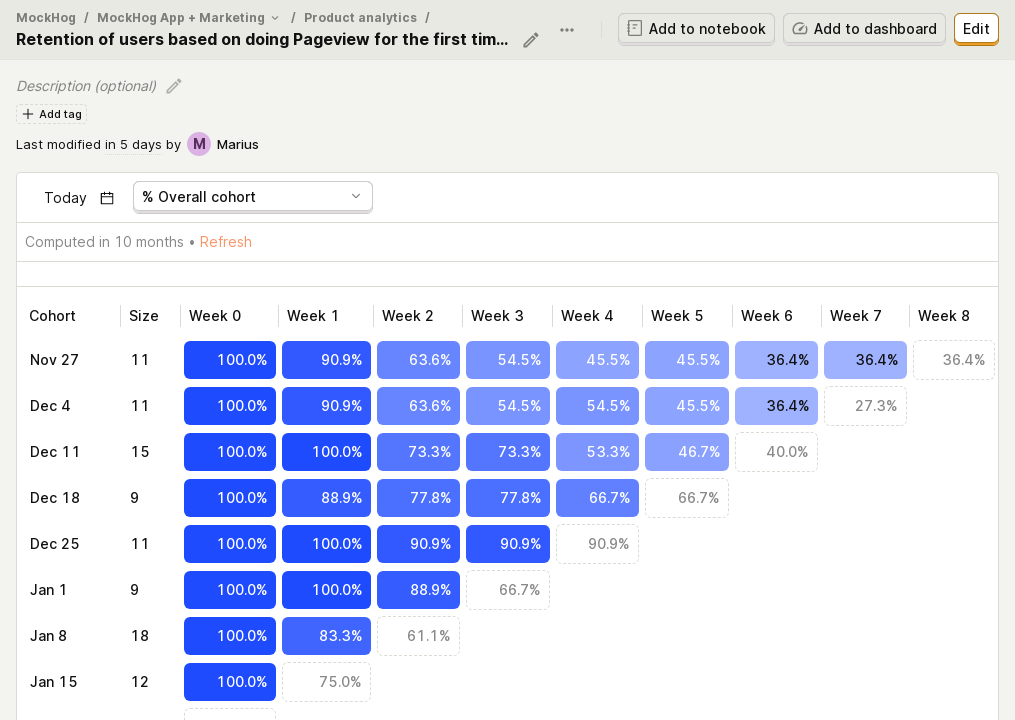 MockHog / MockHog App + Marketing / Product analytics /
Retention of users based on doing Pageview for the first tim...
Add to notebook
Add to dashboard
Edit
Description (optional)
Add tag
Last modified in 5 days by M Marius
Today % Overall cohort
Computed in 10 months • Refresh
Cohort Size Week 0 Week 1 Week 2 Week 3 Week 4 Week 5 Week 6 Week 7 Week 8
Nov 27 11 100.0% 90.9% 63.6% 54.5% 45.5% 45.5% 36.4% 36.4% 36.4%
Dec 4 11 100.0% 90.9% 63.6% 54.5% 54.5% 45.5% 36.4% 27.3%
Dec 11 15 100.0% 100.0% 73.3% 73.3% 53.3% 46.7% 40.0%
Dec 18 9 100.0% 88.9% 77.8% 77.8% 66.7% 66.7%
Dec 25 11 100.0% 100.0% 90.9% 90.9% 90.9%
Jan 1 9 100.0% 100.0% 88.9% 66.7%
Jan 8 18 100.0% 83.3% 61.1%
Jan 15 12 100.0% 75.0%